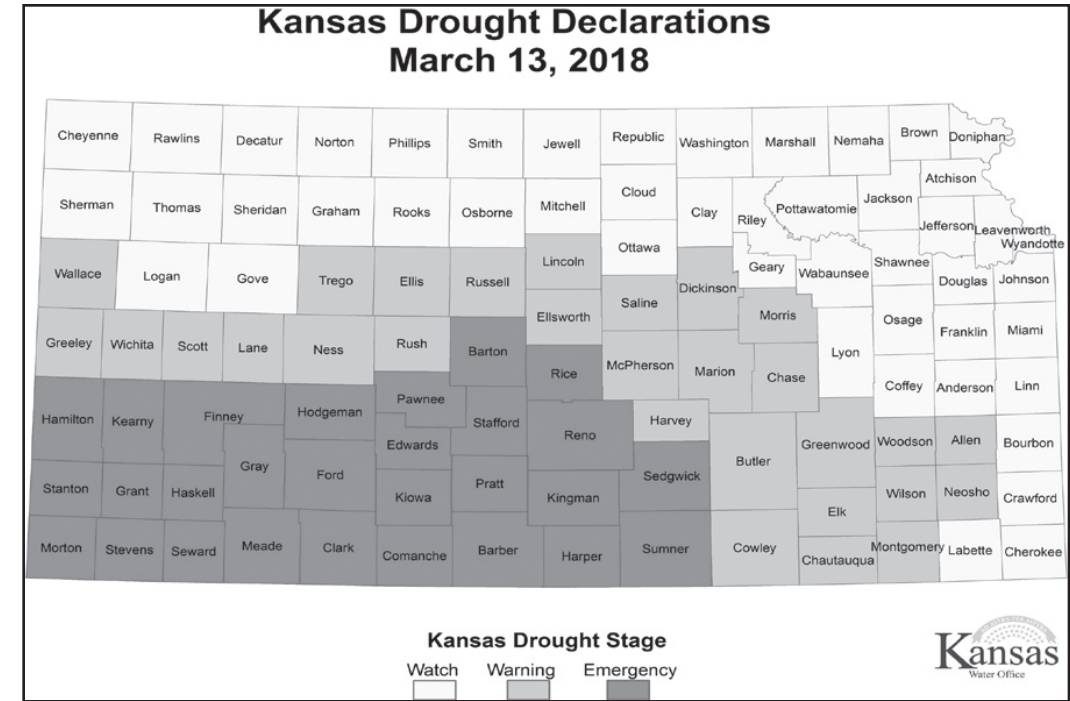 Kansas Drought Declarations
March 13, 2018
Cheyenne Rawlins Decatur Norton Phillips Smith Jewell Republic Washington Marshall Nemaha Brown Doniphan
Atchison
Sherman Thomas Sheridan Graham Rooks Osborne Mitchell Cloud Clay Riley Pottawatomie Jackson
Jefferson Leavenworth
Wyandotte
Wallace Logan Gove Trego Ellis Russell Lincoln Ottawa Dickinson Geary Wabaunsee Shawnee Douglas Johnson
Saline
Greeley Wichita Scott Lane Ness Rush Barton Ellsworth McPherson Marion Morris Chase Lyon Osage Franklin Miami
Rice
Hamilton Kearny Finney Hodgeman Pawnee Stafford Reno Harvey Coffey Anderson Linn
Edwards
Gray Ford Sedgwick Butler Greenwood Woodson Allen Bourbon
Stanton Grant Haskell Kiowa Pratt Kingman Elk Wilson Neosho Crawford
Morton Stevens Seward Meade Clark Comanche Barber Harper Sumner Cowley Chautauqua Montgomery Labette Cherokee
Kansas Drought Stage
Watch Warning Emergency
Kansas
Water Office